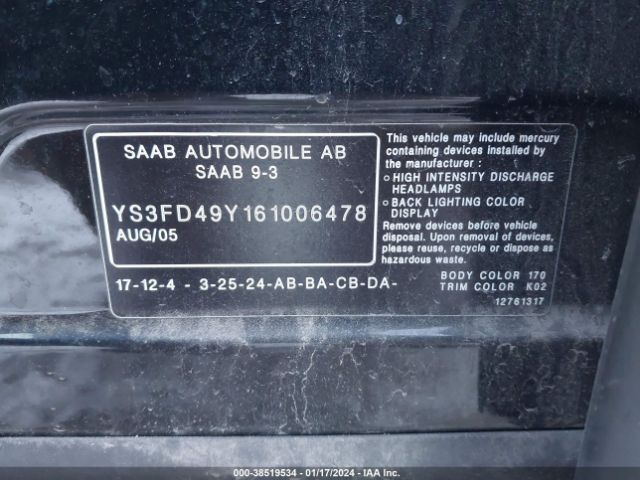 SAAB AUTOMOBILE AB
SAAB 9-3
YS3FD49Y161006478
AUG/05
17-12-4 - 3-25-24-AB-BA-CB-DA-
This vehicle may include mercury
containing devices installed by
the manufacturer :
o HIGH INTENSITY DISCHARGE
HEADLAMPS
o BACK LIGHTING COLOR
DISPLAY
Remove devices before vehicle
disposal. Upon removal of devices,
please reuse, recycle or dispose as
hazardous waste.
BODY COLOR 170
TRIM COLOR K02
12761317
000-38519534 - 01/17/2024 - IAA Inc.